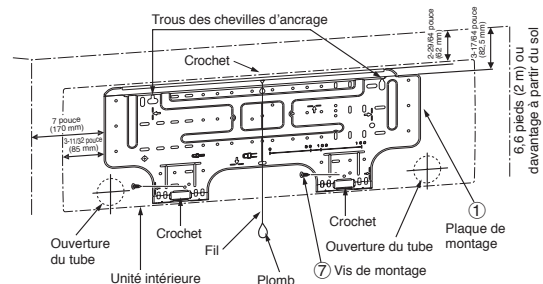 Trous des chevilles d'ancrage
Crochet
2-29/64 pouce
(62 mm)
3-17/64 pouce
(82,5 mm)
6,6 pieds (2 m) ou
davantage à partir du sol
7 pouce
(170 mm)
3-11/32 pouce
(85 mm)
Ouverture
du tube
Crochet
Fil
Crochet
Ouverture du tube
1
Plaque de
montage
Unité intérieure
Plomb
7 Vis de montage